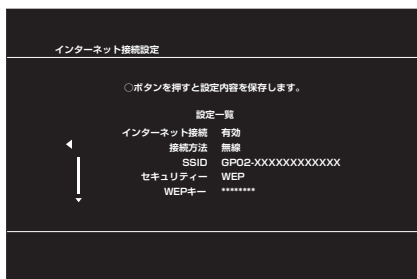 インターネット接続設定
○ボタンを押すと設定内容を保存します。
設定一覧
インターネット接続 有効
接続方法 無線
SSID GP02-XXXXXXXXXXXX
セキュリティー WEP
WEPキー ********